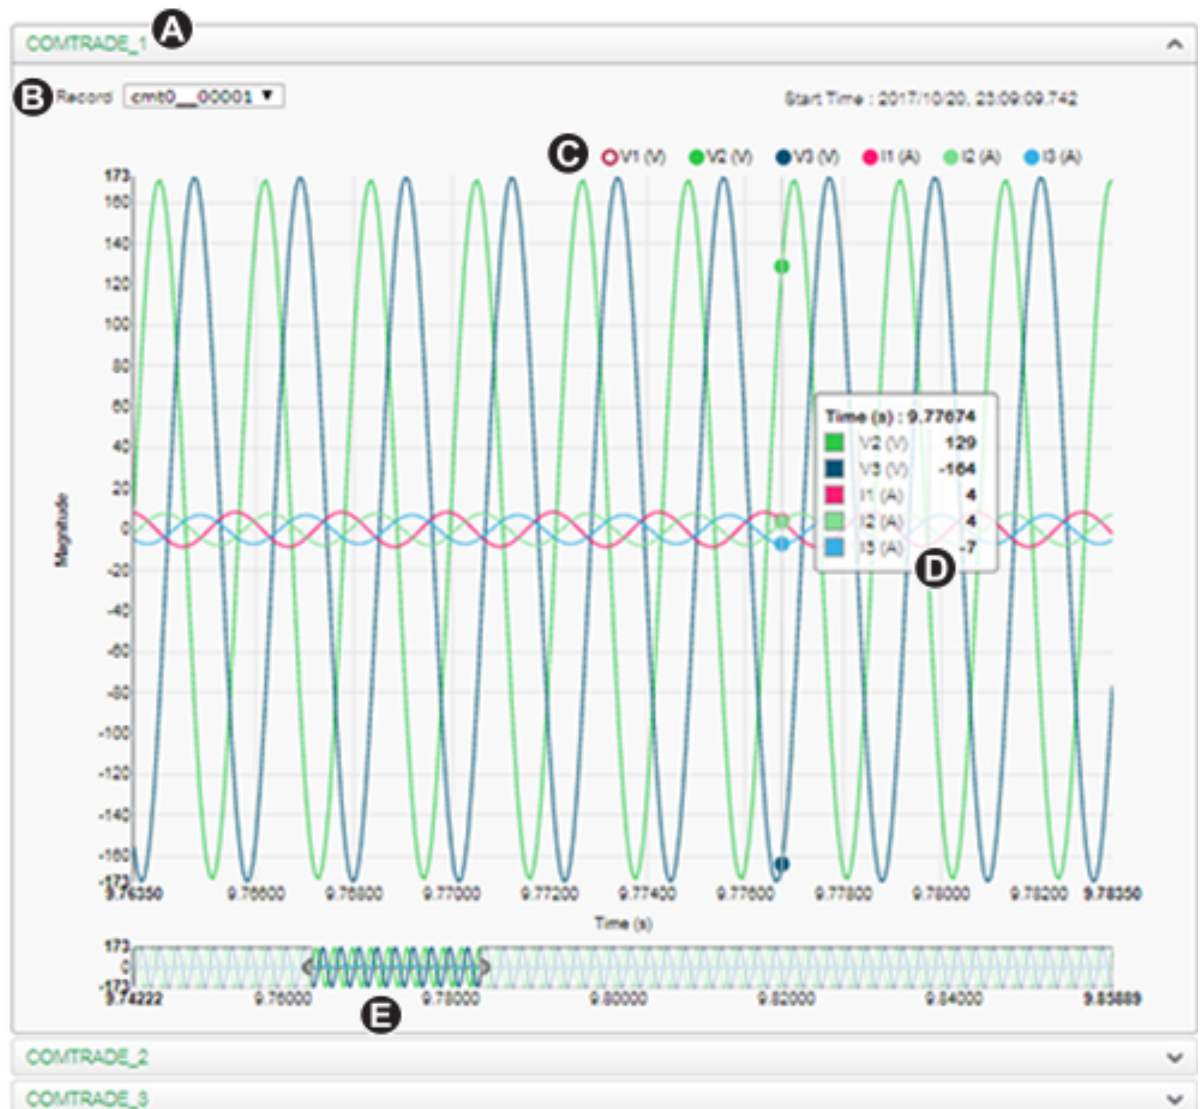 COMTRADE_1 A
B Record cmt0__00001 ▼ Start Time : 2017/10/20, 23:09:09.742
C V1 (V) V2 (V) V3 (V) I1 (A) I2 (A) I3 (A)
173
160
140
120
100
80
60
40
20
0
-20
-40
-60
-80
-100
-120
-140
-160
-173
Magnitude
Time (s) : 9.77674
V2 (V) 129
V3 (V) -164
I1 (A) 4
I2 (A) 4
I3 (A) -7
D
9.76350 9.76600 9.76800 9.77000 9.77200 9.77400 9.77600 9.77800 9.78000 9.78200 9.78350
Time (s)
173
0
-173
9.74222 9.76000 9.78000 9.80000 9.82000 9.84000 9.85889
E
COMTRADE_2
COMTRADE_3